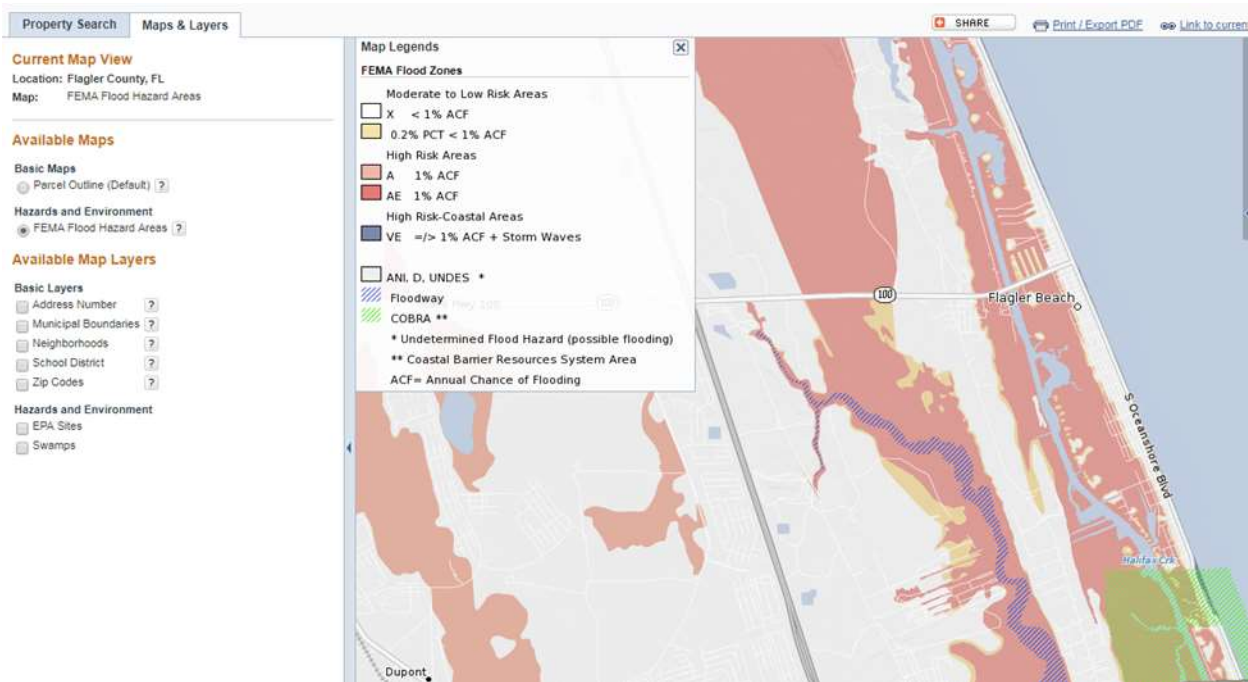 Property Search
Maps & Layers
SHARE
Print / Export PDF
Link to current
Current Map View
Location: Flagler County, FL
Map: FEMA Flood Hazard Areas
Available Maps
Basic Maps
Parcel Outline (Default) ?
Hazards and Environment
FEMA Flood Hazard Areas ?
Available Map Layers
Basic Layers
Address Number ?
Municipal Boundaries ?
Neighborhoods ?
School District ?
Zip Codes ?
Hazards and Environment
EPA Sites
Swamps
Map Legends
FEMA Flood Zones
Moderate to Low Risk Areas
X < 1% ACF
0.2% PCT < 1% ACF
High Risk Areas
A 1% ACF
AE 1% ACF
High Risk-Coastal Areas
VE =/> 1% ACF + Storm Waves
ANI, D, UNDES *
Floodway
COBRA **
* Undetermined Flood Hazard (possible flooding)
** Coastal Barrier Resources System Area
ACF= Annual Chance of Flooding
Hwy 100
100
Flagler Beach
S Oceanshore Blvd
Halifax Crk
Dupont